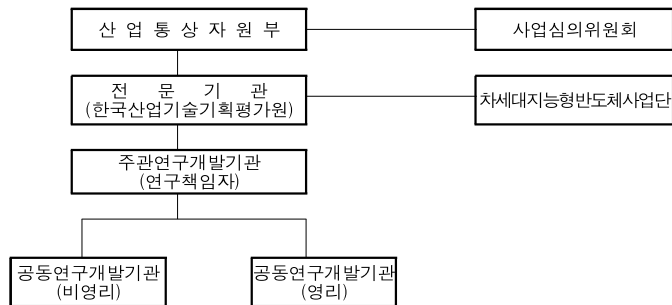 산 업 통 상 자 원 부
사업심의위원회
전 문 기 관
(한국산업기술기획평가원)
차세대지능형반도체사업단
주관연구개발기관
(연구책임자)
공동연구개발기관
(비영리)
공동연구개발기관
(영리)